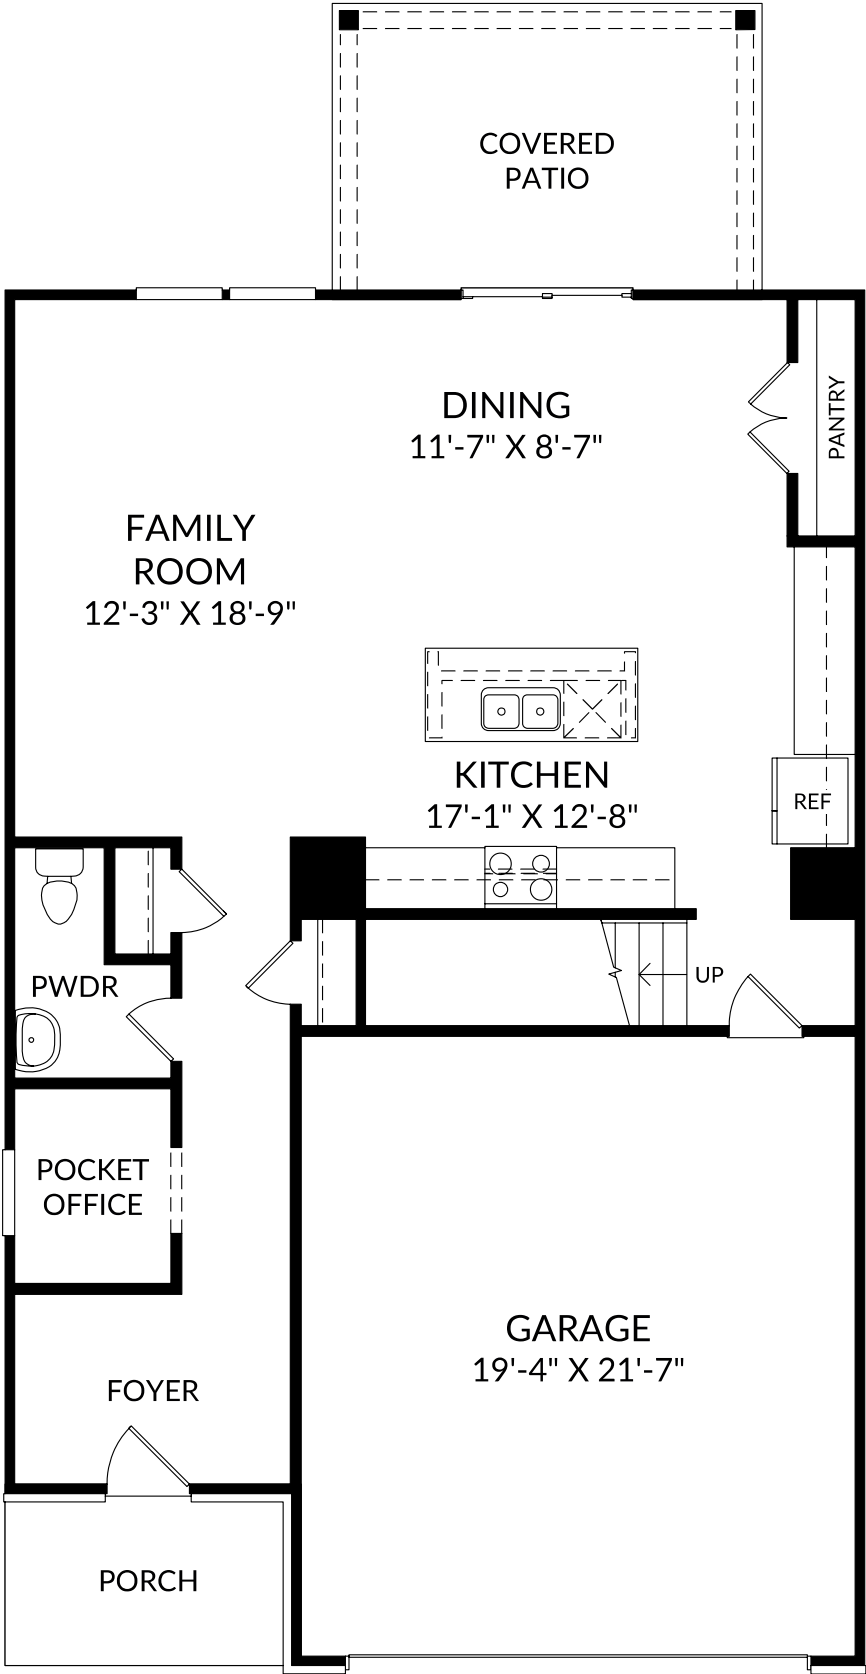 COVERED
PATIO
DINING
11'-7" X 8'-7"
PANTRY
FAMILY
ROOM
12'-3" X 18'-9"
KITCHEN
17'-1" X 12'-8"
REF
UP
PWDR
POCKET
OFFICE
GARAGE
19'-4" X 21'-7"
FOYER
PORCH